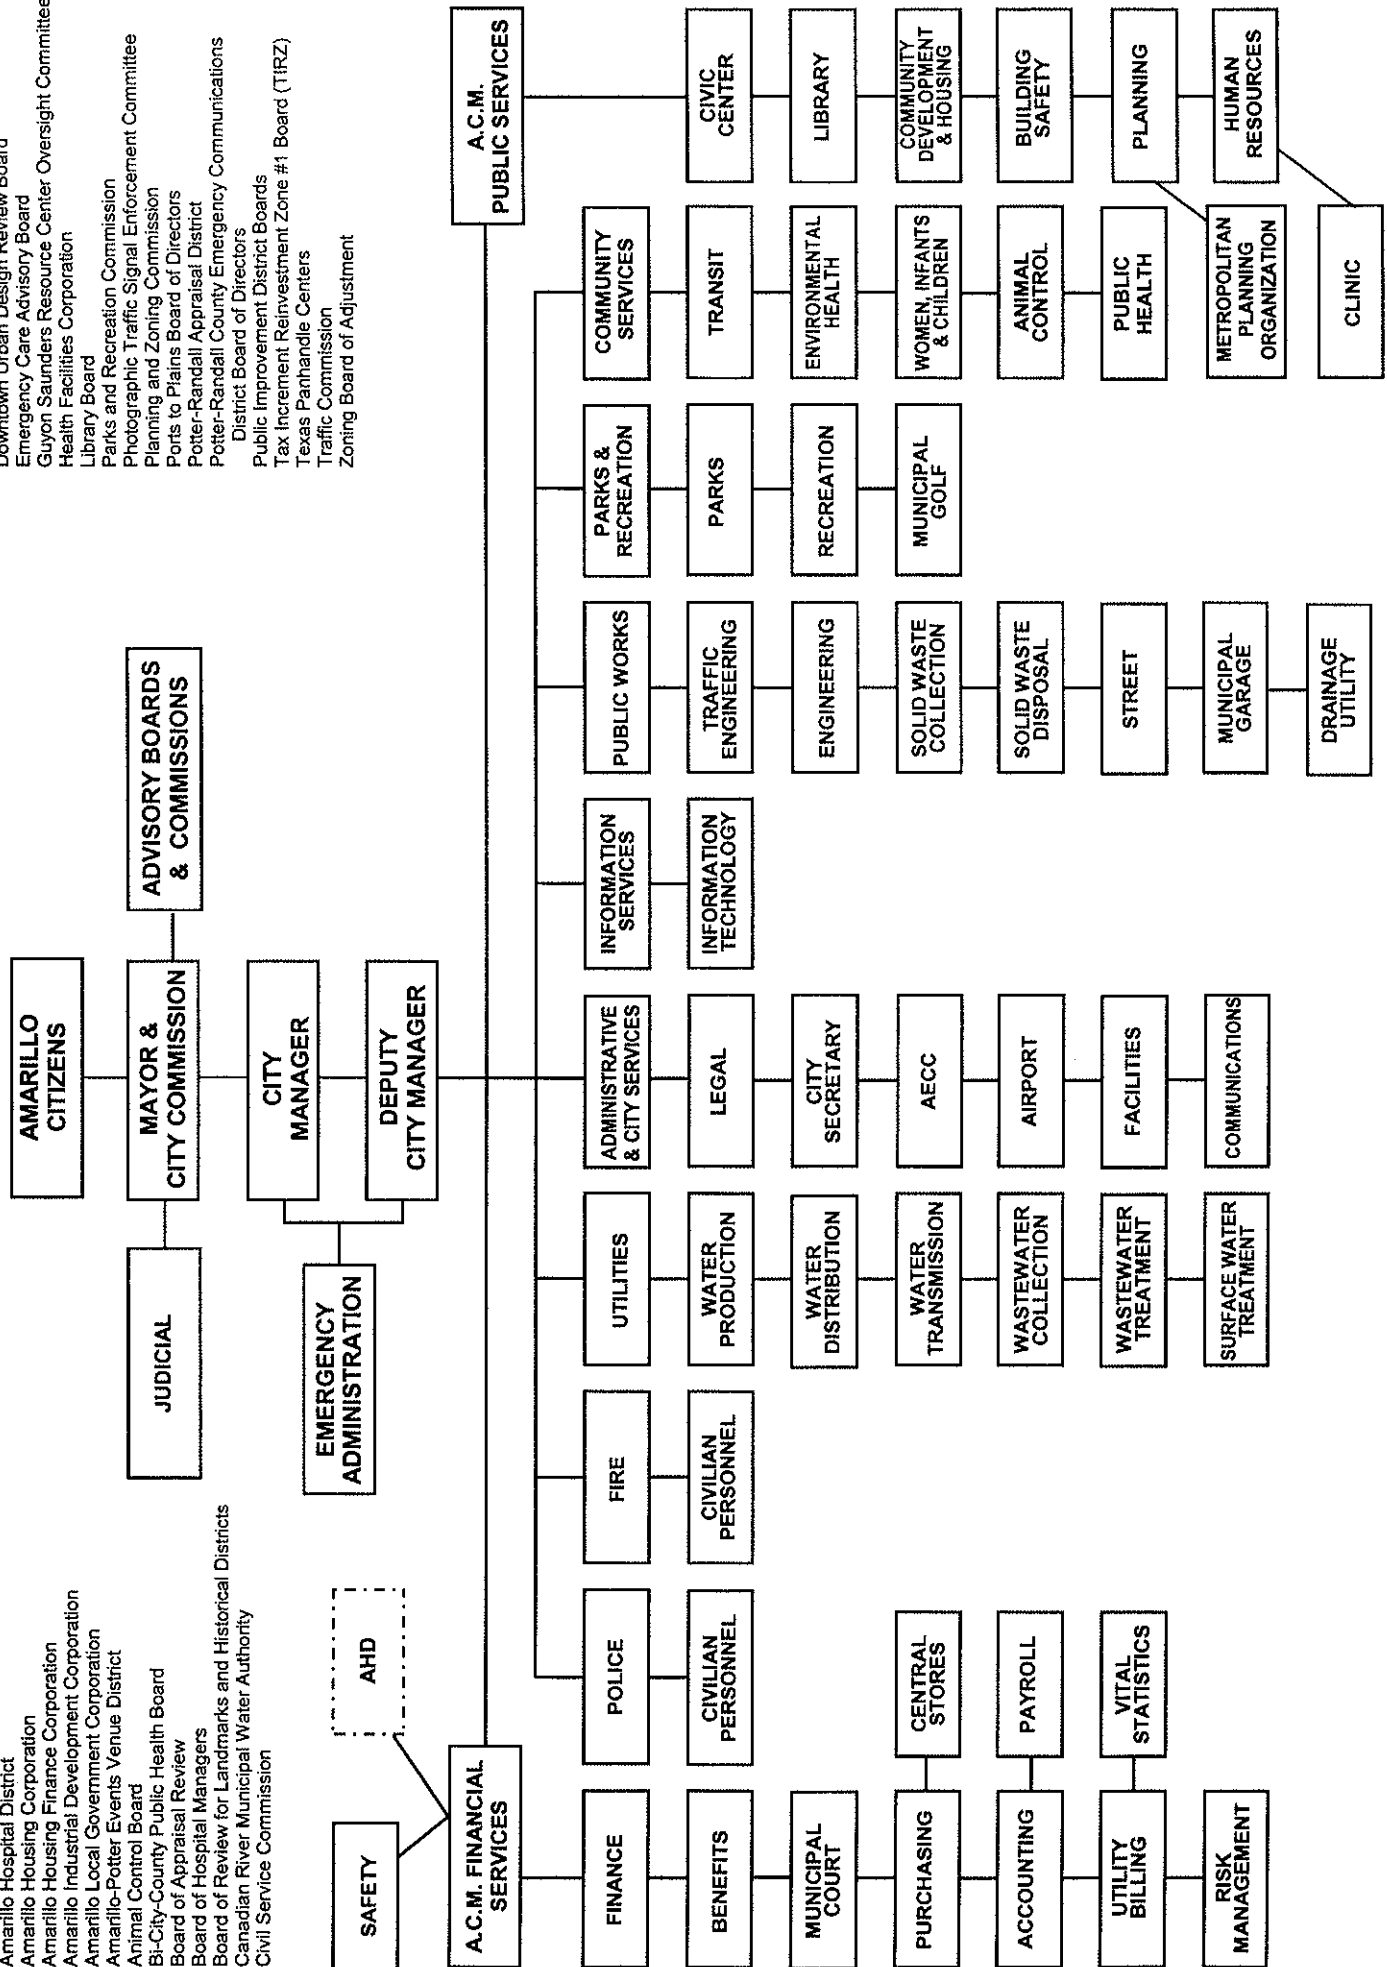 Amarillo Hospital District
Amarillo Housing Corporation
Amarillo Housing Finance Corporation
Amarillo Industrial Development Corporation
Amarillo Local Government Corporation
Amarillo-Potter Events Venue District
Animal Control Board
Bi-City-County Public Health Board
Board of Appraisal Review
Board of Hospital Managers
Board of Review for Landmarks and Historical Districts
Canadian River Municipal Water Authority
Civil Service Commission
Downtown Urban Design Review Board
Emergency Care Advisory Board
Guyon Saunders Resource Center Oversight Committee
Health Facilities Corporation
Library Board
Parks and Recreation Commission
Photographic Traffic Signal Enforcement Committee
Planning and Zoning Commission
Ports to Plains Board of Directors
Potter-Randall Appraisal District
Potter-Randall County Emergency Communications
District Board of Directors
Public Improvement District Boards
Tax Increment Reinvestment Zone #1 Board (TIRZ)
Texas Panhandle Centers
Traffic Commission
Zoning Board of Adjustment
AMARILLO
CITIZENS
JUDICIAL
MAYOR &
CITY COMMISSION
ADVISORY BOARDS
& COMMISSIONS
CITY
MANAGER
EMERGENCY
ADMINISTRATION
DEPUTY
CITY MANAGER
SAFETY
AHD
A.C.M. FINANCIAL
SERVICES
A.C.M.
PUBLIC SERVICES
FINANCE
BENEFITS
MUNICIPAL
COURT
PURCHASING
CENTRAL
STORES
ACCOUNTING
PAYROLL
UTILITY
BILLING
VITAL
STATISTICS
RISK
MANAGEMENT
POLICE
CIVILIAN
PERSONNEL
FIRE
CIVILIAN
PERSONNEL
UTILITIES
WATER
PRODUCTION
WATER
DISTRIBUTION
WATER
TRANSMISSION
WASTEWATER
COLLECTION
WASTEWATER
TREATMENT
SURFACE WATER
TREATMENT
ADMINISTRATIVE
& CITY SERVICES
LEGAL
CITY
SECRETARY
AECC
AIRPORT
FACILITIES
COMMUNICATIONS
INFORMATION
SERVICES
INFORMATION
TECHNOLOGY
PUBLIC WORKS
TRAFFIC
ENGINEERING
ENGINEERING
SOLID WASTE
COLLECTION
SOLID WASTE
DISPOSAL
STREET
MUNICIPAL
GARAGE
DRAINAGE
UTILITY
PARKS &
RECREATION
PARKS
RECREATION
MUNICIPAL
GOLF
COMMUNITY
SERVICES
TRANSIT
ENVIRONMENTAL
HEALTH
WOMEN, INFANTS
& CHILDREN
ANIMAL
CONTROL
PUBLIC
HEALTH
METROPOLITAN
PLANNING
ORGANIZATION
CLINIC
CIVIC
CENTER
LIBRARY
COMMUNITY
DEVELOPMENT
& HOUSING
BUILDING
SAFETY
PLANNING
HUMAN
RESOURCES